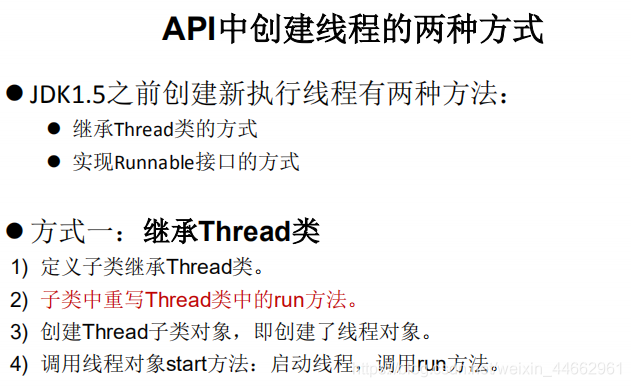 API中创建线程的两种方式
●JDK1.5之前创建新执行线程有两种方法：
● 继承Thread类的方式
● 实现Runnable接口的方式
●方式一：继承Thread类
1) 定义子类继承Thread类。
2) 子类中重写Thread类中的run方法。
3) 创建Thread子类对象，即创建了线程对象。
4) 调用线程对象start方法：启动线程，调用run方法。
weixin_44662961